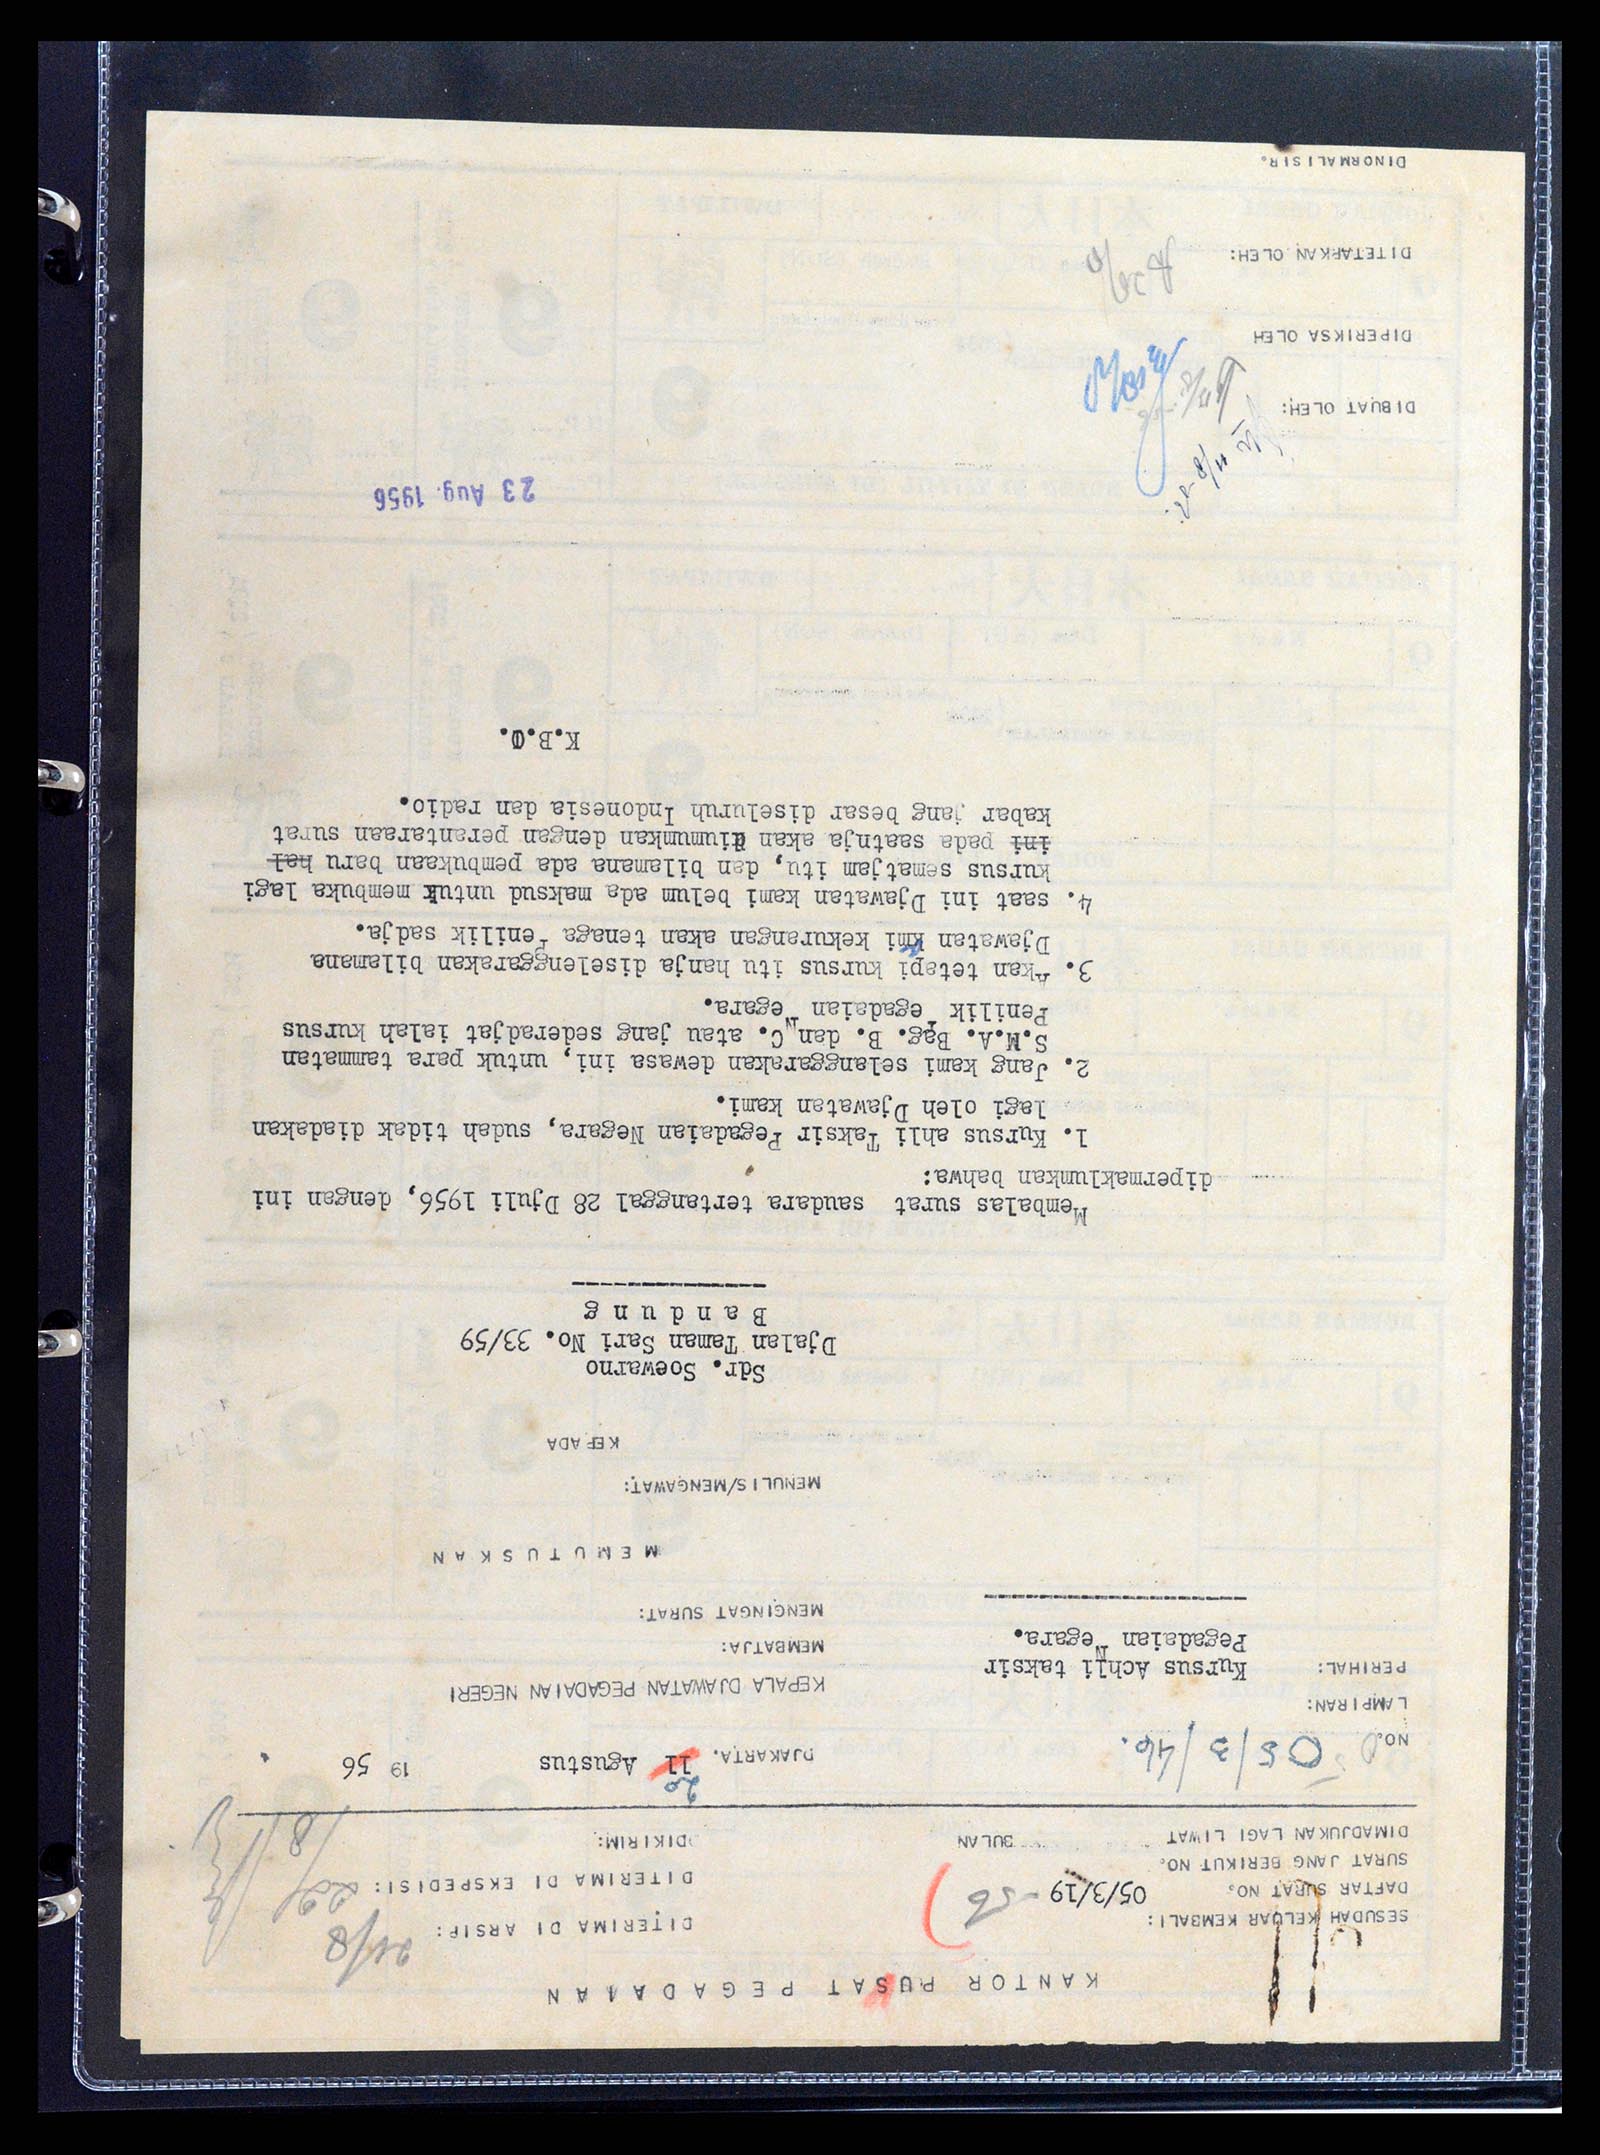 KANTOR PUSAT PEGADAIAN
SESUDAH KELUAR KEMBALI:
DAFTAR SURAT NO. 05/3/19 - 56
SURAT JANG BERIKUT NO.
DIMADJUKAN LAGI LIWAT BULAN
DITERIMA DI ARSIP: 21/8
DITERIMA DI EKSPEDISI: 22/8
DIKIRIM:
NO. 05/3/46.
LAMPIRAN:
PERIHAL: Kursus Achli taksir
Pegadaian Negara.
DJAKARTA. 11 20 Agustus 19 56
KEPALA DJAWATAN PEGADAIAN NEGERI
MEMBATJA:
MENGINGAT SURAT:
MEMUTUSKAN
MENULIS/MENGAWAT:
KEPADA
Sdr. Soewarno
Djalan Taman Sari No. 33/59
Bandung
Membalas surat saudara tertanggal 28 Djuli 1956, dengan ini
dipermaklumkan bahwa:
1. Kursus ahli Taksir Pegadaian Negara, sudah tidak diadakan
lagi oleh Djawatan kami.
2. Jang kami selanggarakan dewasa ini, untuk para tammatan
S.M.A. Bag. B. dan C. atau jang sederadjat ialah kursus
Penilik Pegadaian Negara.
3. Akan tetapi kursus itu hanja diselenggarakan bilamana
Djawatan kmi kekurangan akan tenaga Penilik sadja.
4. saat ini Djawatan kami belum ada maksud untuk membuka lagi
kursus sematjam itu, dan bilamana ada pembukaan baru hal
ini pada saatnja akan diumumkan dengan perantaraan surat
kabar jang besar diseluruh Indonesia dan radio.
K.B.O.
23 Aug. 1956
DIBUAT OLEH:
DIPERIKSA OLEH
DITETAPKAN OLEH:
DINORMALISIR.